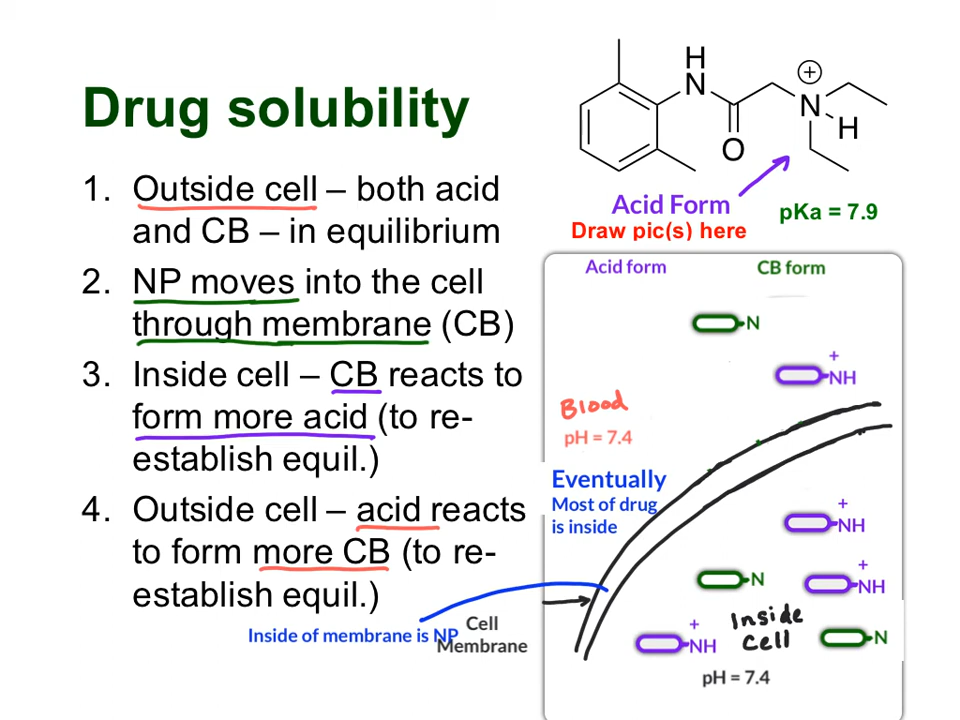 Drug solubility
1. Outside cell – both acid
and CB – in equilibrium
2. NP moves into the cell
through membrane (CB)
3. Inside cell – CB reacts to
form more acid (to re-
establish equil.)
4. Outside cell – acid reacts
to form more CB (to re-
establish equil.)
Inside of membrane is NP
Cell
Membrane
H
N
O
+
N
H
Acid Form
pKa = 7.9
Draw pic(s) here
Acid form
CB form
N
+
NH
Blood
pH = 7.4
Eventually
Most of drug
is inside
+
NH
N
+
NH
+
NH
Inside
Cell
N
pH = 7.4